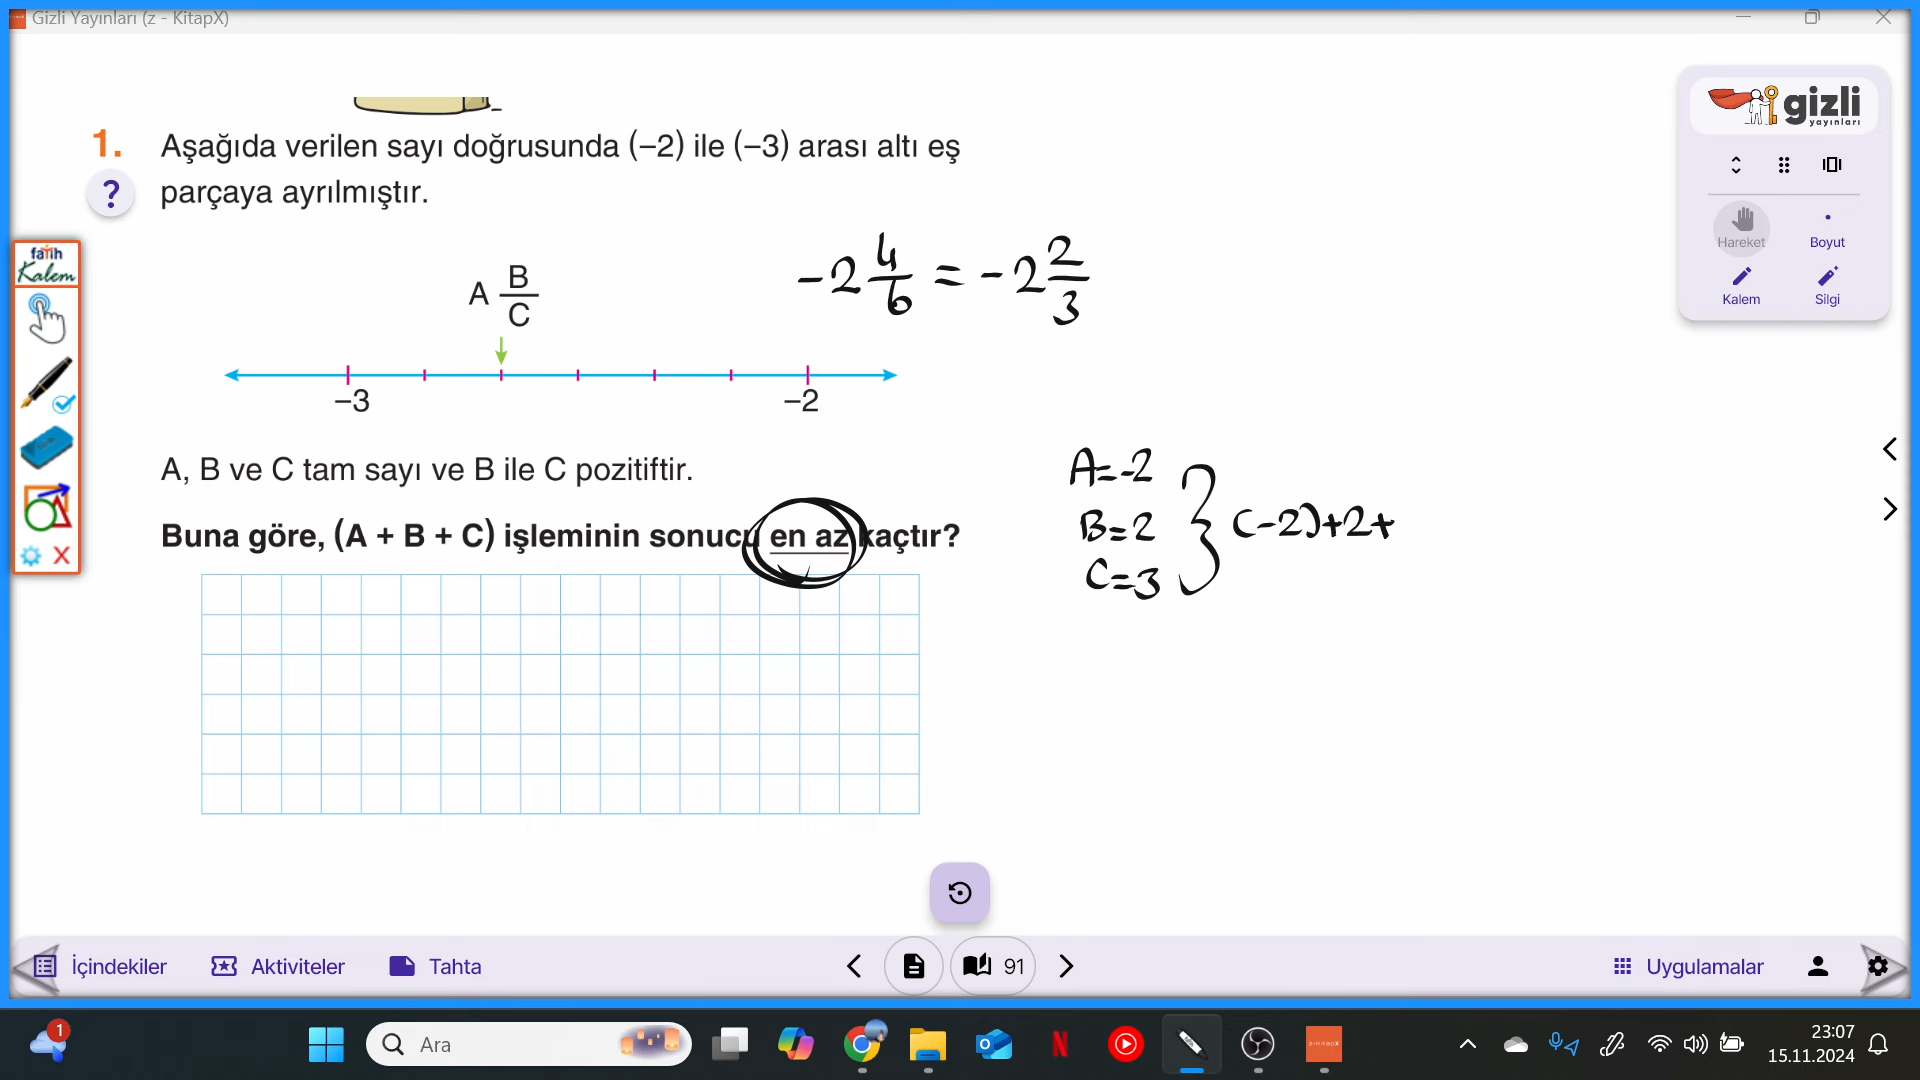 Gizli Yayınları (z - KitapX)
gizli
yayınları
1. Aşağıda verilen sayı doğrusunda (–2) ile (–3) arası altı eş
? parçaya ayrılmıştır.
Hareket
Boyut
Kalem
Silgi
fatih
Kalem
A B/C
-2 4/6 = -2 2/3
–3
–2
A, B ve C tam sayı ve B ile C pozitiftir.
Buna göre, (A + B + C) işleminin sonucu en az kaçtır?
A=-2
B=2
C=3
(-2)+2+
İçindekiler
Aktiviteler
Tahta
91
Uygulamalar
1
Ara
23:07
15.11.2024